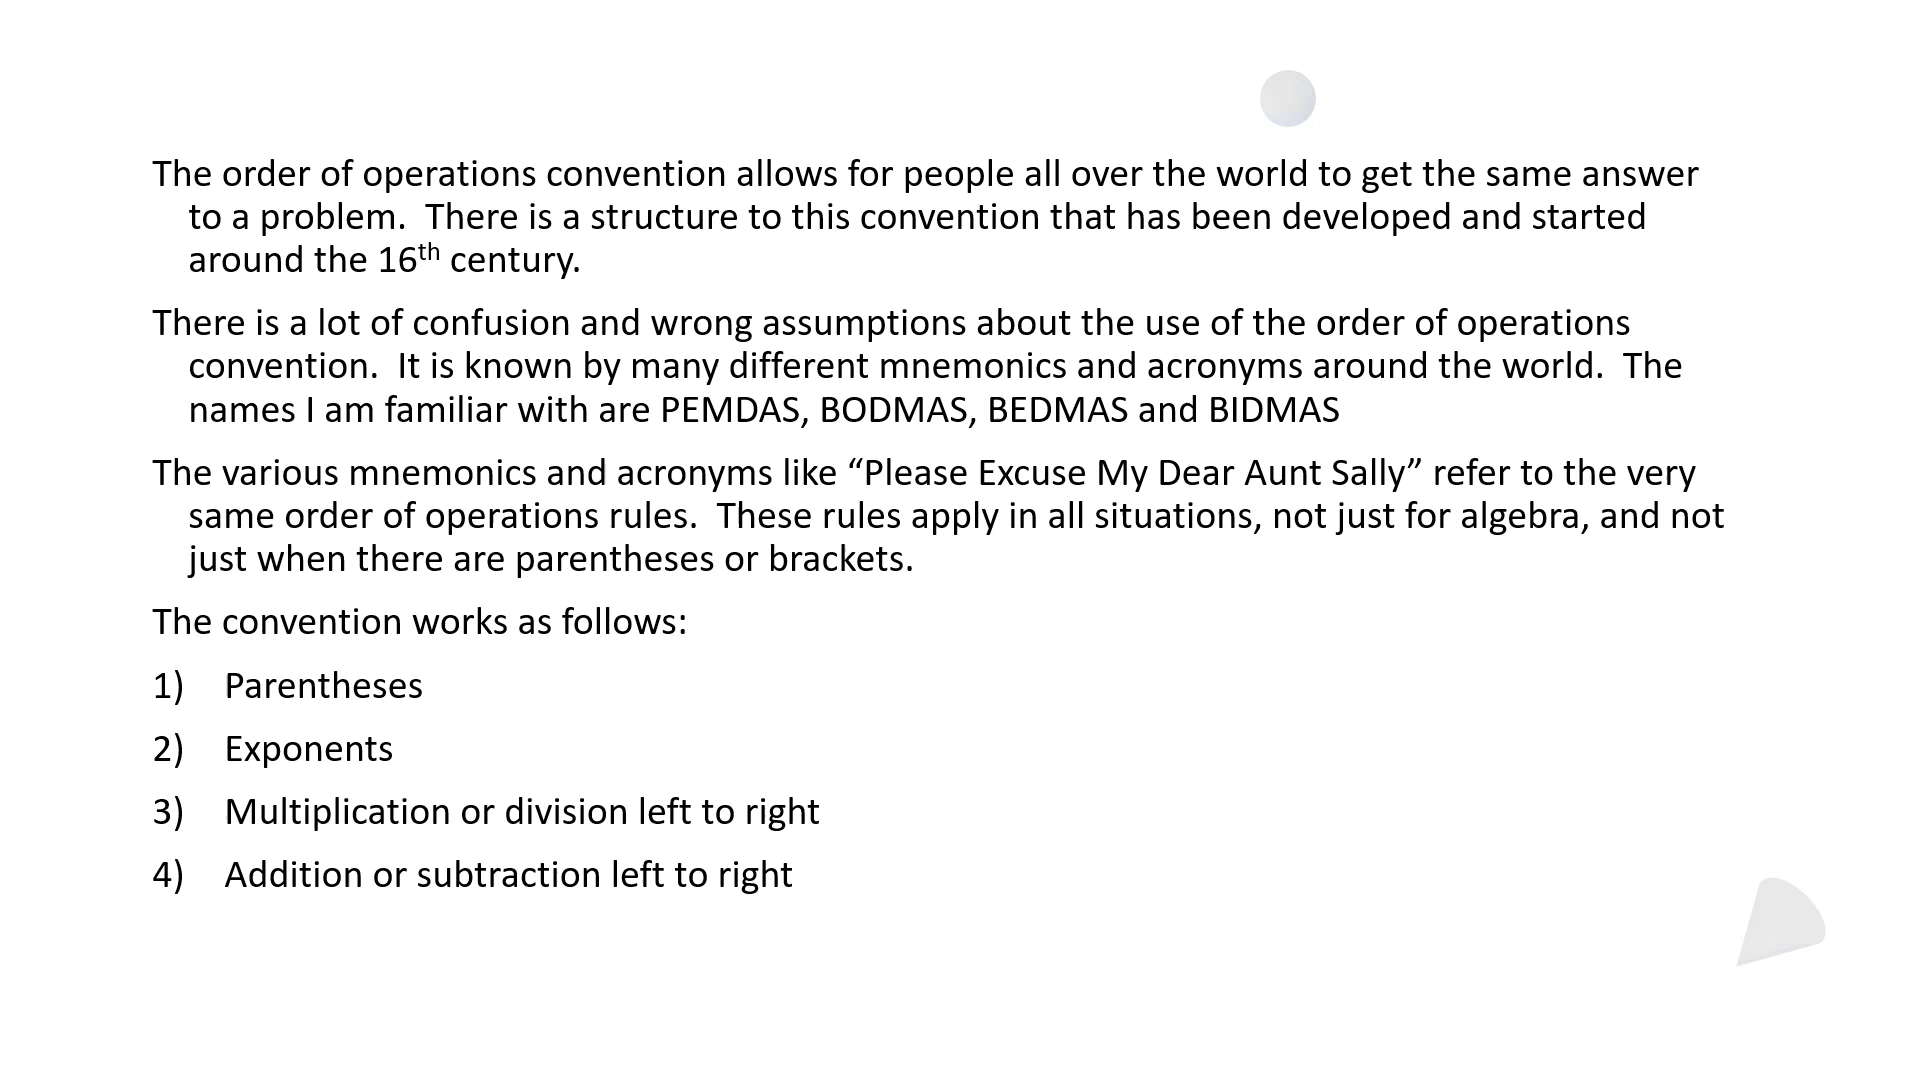 The order of operations convention allows for people all over the world to get the same answer
to a problem.  There is a structure to this convention that has been developed and started
around the 16th century.
There is a lot of confusion and wrong assumptions about the use of the order of operations
convention.  It is known by many different mnemonics and acronyms around the world.  The
names I am familiar with are PEMDAS, BODMAS, BEDMAS and BIDMAS
The various mnemonics and acronyms like “Please Excuse My Dear Aunt Sally” refer to the very
same order of operations rules.  These rules apply in all situations, not just for algebra, and not
just when there are parentheses or brackets.
The convention works as follows:
1) Parentheses
2) Exponents
3) Multiplication or division left to right
4) Addition or subtraction left to right